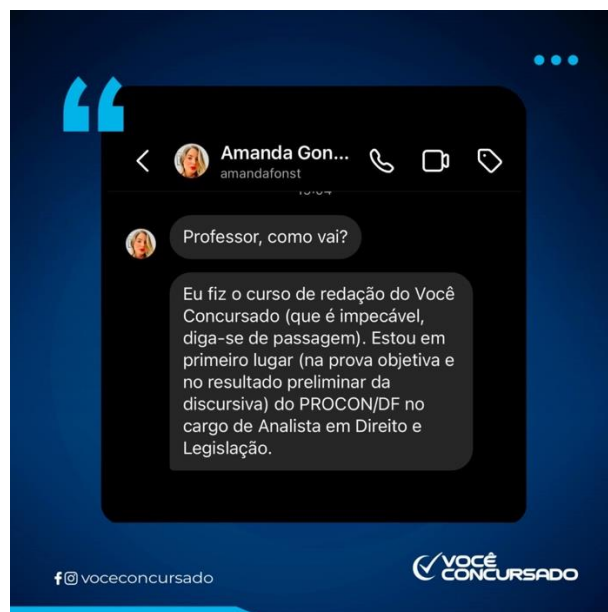 Amanda Gon...
amandafonst
Professor, como vai?
Eu fiz o curso de redação do Você
Concursado (que é impecável,
diga-se de passagem). Estou em
primeiro lugar (na prova objetiva e
no resultado preliminar da
discursiva) do PROCON/DF no
cargo de Analista em Direito e
Legislação.
voceconcursado
VOCÊ
CONCURSADO